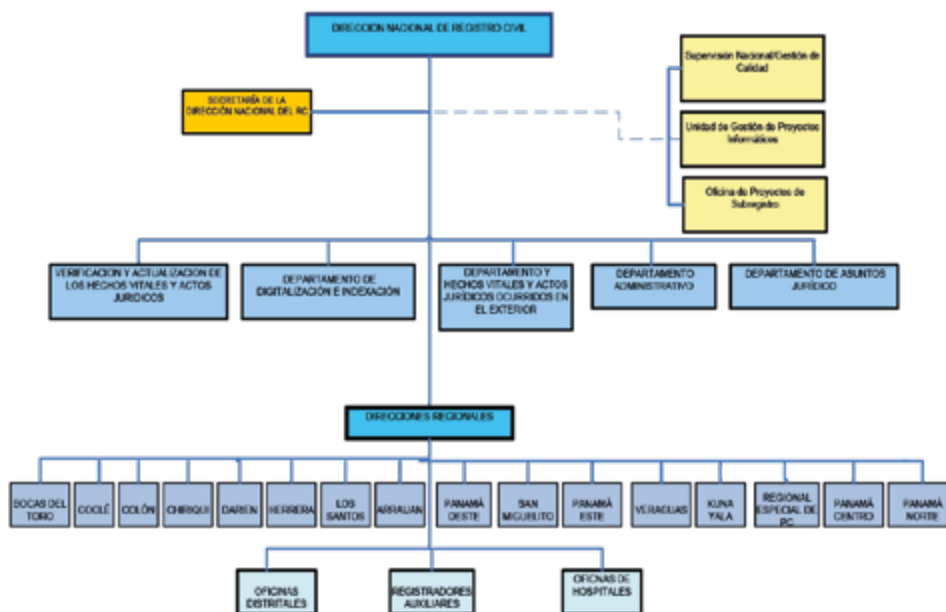 DIRECCION NACIONAL DE REGISTRO CIVIL
Supervisión Nacional/Gestión de
Calidad
SECRETARÍA DE LA
DIRECCIÓN NACIONAL DEL RC
Unidad de Gestión de Proyectos
Informáticos
Oficina de Proyectos de
Subregistro
VERIFICACION Y ACTUALIZACION DE
LOS HECHOS VITALES Y ACTOS
JURIDICOS
DEPARTAMENTO DE
DIGITALIZACIÓN E INDEXACIÓN
DEPARTAMENTO Y
HECHOS VITALES Y ACTOS
JURÍDICOS OCURRIDOS EN
EL EXTERIOR
DEPARTAMENTO
ADMINISTRATIVO
DEPARTAMENTO DE ASUNTOS
JURÍDICO
DIRECCIONES REGIONALES
BOCAS DEL
TORO
COCLÉ
COLÓN
CHIRIQUI
DARIEN
HERRERA
LOS
SANTOS
ARRAIJAN
PANAMÁ
OESTE
SAN
MIGUELITO
PANAMÁ
ESTE
VERAGUAS
KUNA
YALA
REGIONAL
ESPECIAL DE
PC
PANAMÁ
CENTRO
PANAMÁ
NORTE
OFICINAS
DISTRITALES
REGISTRADORES
AUXILIARES
OFICINAS DE
HOSPITALES